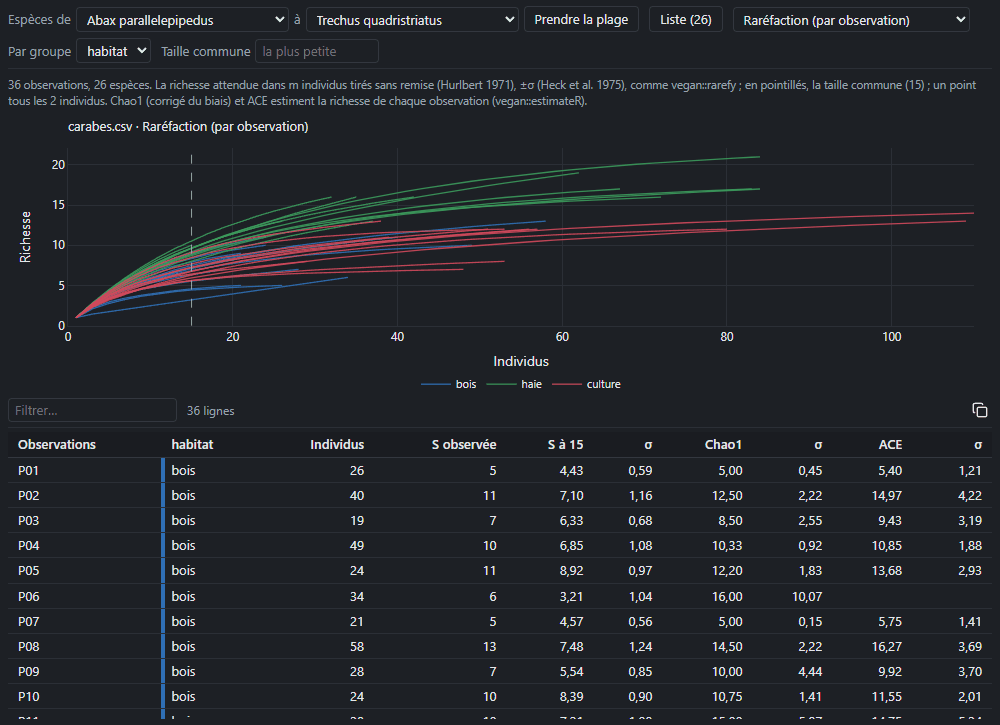 Espèces de Abax parallelepipedus à Trechus quadristriatus Prendre la plage Liste (26) Raréfaction (par observation)
Par groupe habitat Taille commune la plus petite
36 observations, 26 espèces. La richesse attendue dans m individus tirés sans remise (Hurlbert 1971), ±σ (Heck et al. 1975), comme vegan::rarefy ; en pointillés, la taille commune (15) ; un point
tous les 2 individus. Chao1 (corrigé du biais) et ACE estiment la richesse de chaque observation (vegan::estimateR).
carabes.csv · Raréfaction (par observation)
Richesse
20
15
10
5
0
0 20 40 60 80 100
Individus
bois haie culture
Filtrer... 36 lignes
Observations habitat Individus S observée S à 15 σ Chao1 σ ACE σ
P01 bois 26 5 4,43 0,59 5,00 0,45 5,40 1,21
P02 bois 40 11 7,10 1,16 12,50 2,22 14,97 4,22
P03 bois 19 7 6,33 0,68 8,50 2,55 9,43 3,19
P04 bois 49 10 6,85 1,08 10,33 0,92 10,85 1,88
P05 bois 24 11 8,92 0,97 12,20 1,83 13,68 2,93
P06 bois 34 6 3,21 1,04 16,00 10,07
P07 bois 21 5 4,57 0,56 5,00 0,15 5,75 1,41
P08 bois 58 13 7,48 1,24 14,50 2,22 16,27 3,69
P09 bois 28 7 5,54 0,85 10,00 4,44 9,92 3,70
P10 bois 24 10 8,39 0,90 10,75 1,41 11,55 2,01